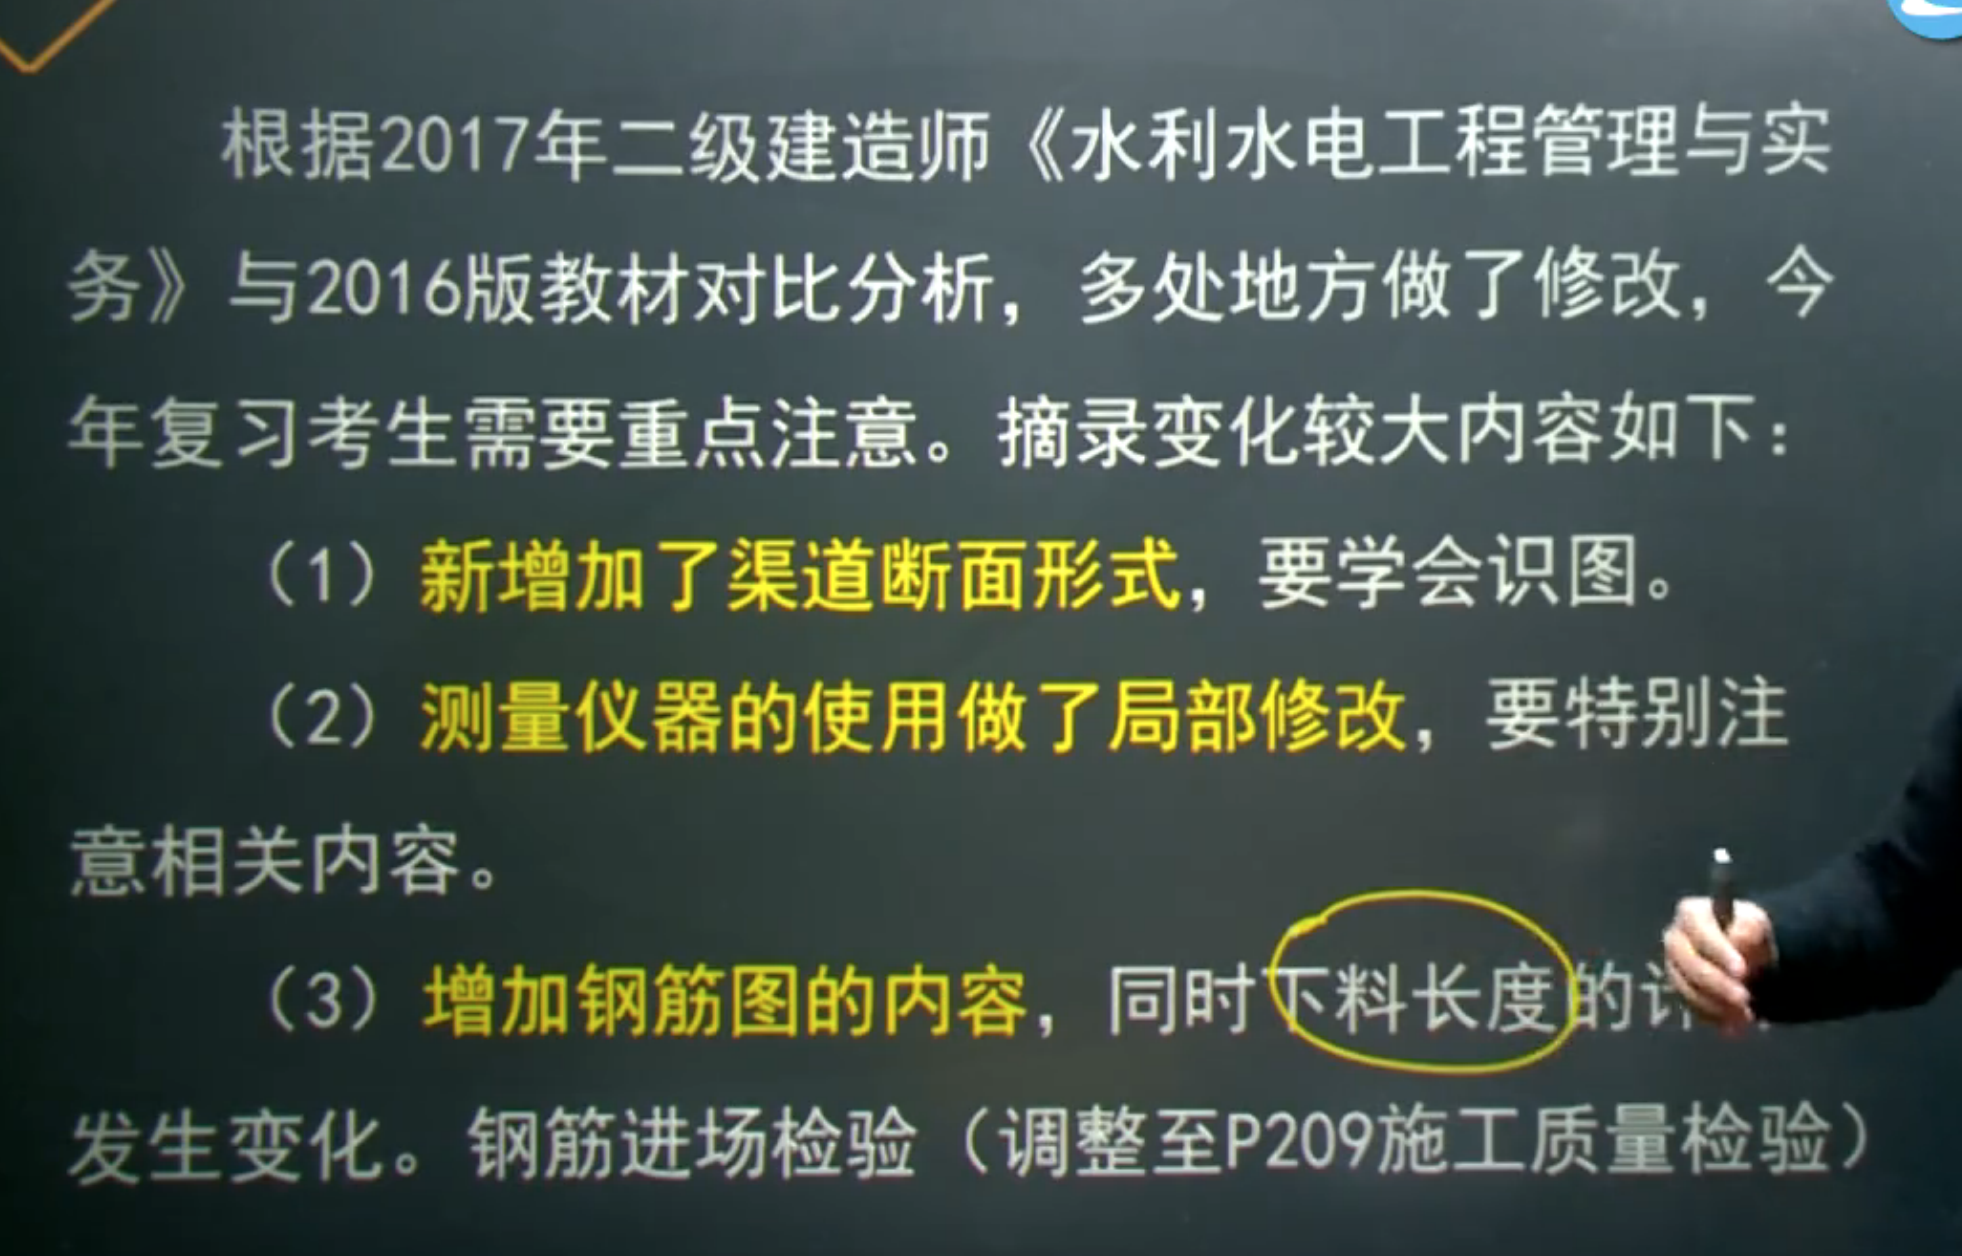 根据2017年二级建造师《水利水电工程管理与实
务》与2016版教材对比分析，多处地方做了修改，今
年复习考生需要重点注意。摘录变化较大内容如下：
（1）新增加了渠道断面形式，要学会识图。
（2）测量仪器的使用做了局部修改，要特别注
意相关内容。
（3）增加钢筋图的内容，同时下料长度的
发生变化。钢筋进场检验（调整至P209施工质量检验）